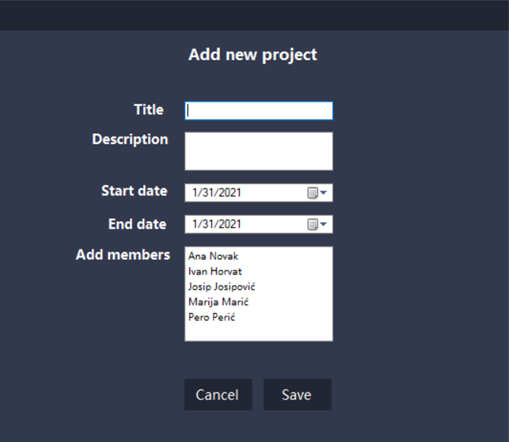 Add new project
Title
Description
Start date 1/31/2021
End date 1/31/2021
Add members
Ana Novak
Ivan Horvat
Josip Josipović
Marija Marić
Pero Perić
Cancel Save